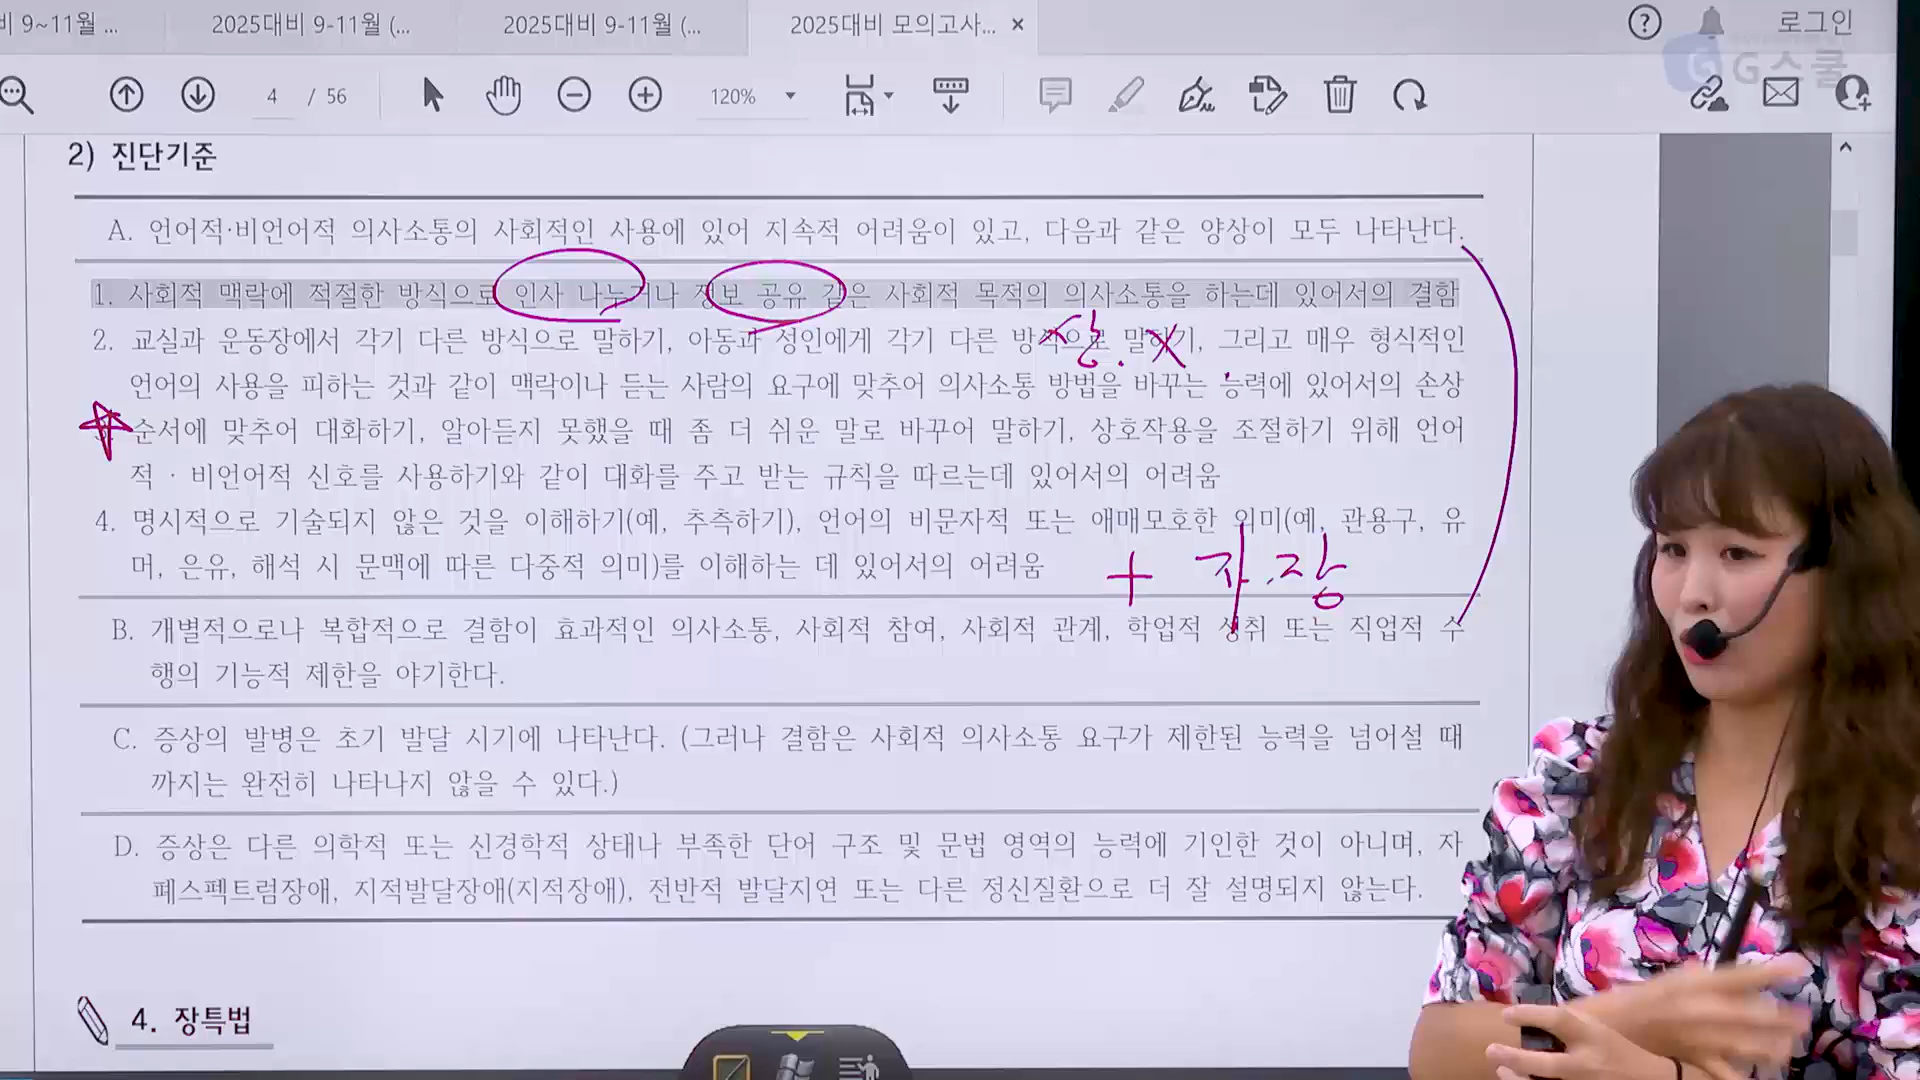 비 9~11월 ...
2025대비 9-11월 (...
2025대비 9-11월 (...
2025대비 모의고사... ×
로그인
G스쿨
4 / 56
120%
2) 진단기준
A. 언어적·비언어적 의사소통의 사회적인 사용에 있어 지속적 어려움이 있고, 다음과 같은 양상이 모두 나타난다.
1. 사회적 맥락에 적절한 방식으로 인사 나누거나 정보 공유 같은 사회적 목적의 의사소통을 하는데 있어서의 결함
2. 교실과 운동장에서 각기 다른 방식으로 말하기, 아동과 성인에게 각기 다른 방식으로 말하기, 그리고 매우 형식적인
언어의 사용을 피하는 것과 같이 맥락이나 듣는 사람의 요구에 맞추어 의사소통 방법을 바꾸는 능력에 있어서의 손상
순서에 맞추어 대화하기, 알아듣지 못했을 때 좀 더 쉬운 말로 바꾸어 말하기, 상호작용을 조절하기 위해 언어
적 · 비언어적 신호를 사용하기와 같이 대화를 주고 받는 규칙을 따르는데 있어서의 어려움
4. 명시적으로 기술되지 않은 것을 이해하기(예, 추측하기), 언어의 비문자적 또는 애매모호한 의미(예, 관용구, 유
머, 은유, 해석 시 문맥에 따른 다중적 의미)를 이해하는 데 있어서의 어려움
+ 자.장
B. 개별적으로나 복합적으로 결함이 효과적인 의사소통, 사회적 참여, 사회적 관계, 학업적 성취 또는 직업적 수
행의 기능적 제한을 야기한다.
C. 증상의 발병은 초기 발달 시기에 나타난다. (그러나 결함은 사회적 의사소통 요구가 제한된 능력을 넘어설 때
까지는 완전히 나타나지 않을 수 있다.)
D. 증상은 다른 의학적 또는 신경학적 상태나 부족한 단어 구조 및 문법 영역의 능력에 기인한 것이 아니며, 자
폐스펙트럼장애, 지적발달장애(지적장애), 전반적 발달지연 또는 다른 정신질환으로 더 잘 설명되지 않는다.
4. 장특법